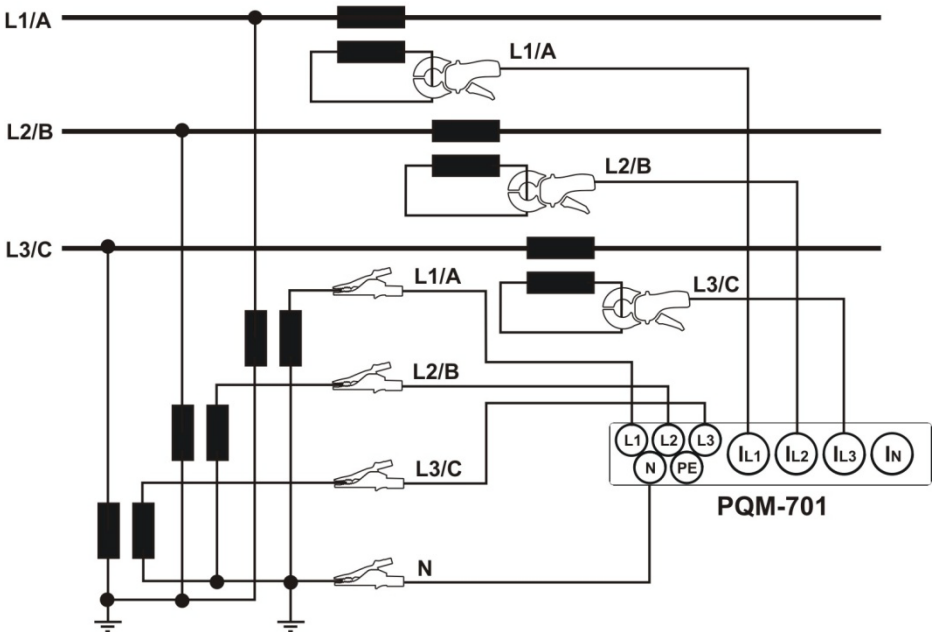 L1/A
L1/A
L2/B
L2/B
L3/C
L1/A
L3/C
L2/B
L3/C
N
L1 L2 L3
N PE
IL1 IL2 IL3 IN
PQM-701